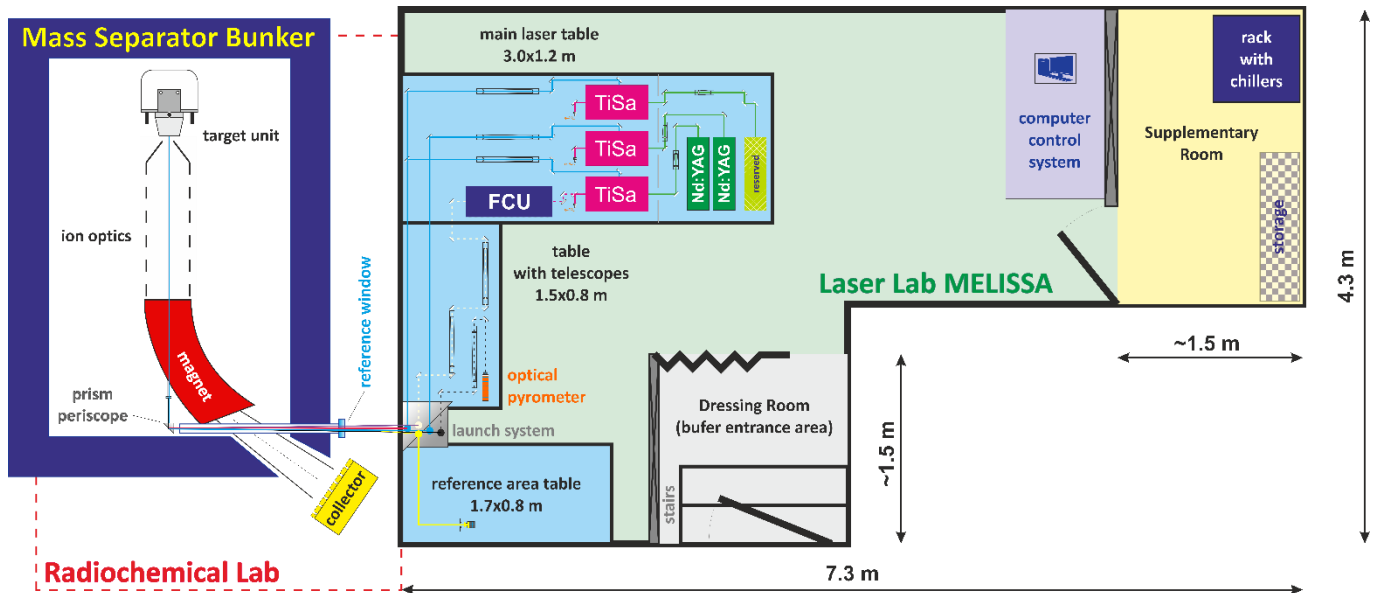 Mass Separator Bunker
target unit
ion optics
magnet
prism
periscope
reference window
collector
Radiochemical Lab
main laser table
3.0x1.2 m
TiSa
TiSa
TiSa
FCU
Nd:YAG
Nd:YAG
reserved
table
with telescopes
1.5x0.8 m
optical
pyrometer
launch system
reference area table
1.7x0.8 m
Laser Lab MELISSA
computer
control
system
rack
with
chillers
Supplementary
Room
storage
Dressing Room
(bufer entrance area)
stairs
~1.5 m
~1.5 m
4.3 m
7.3 m